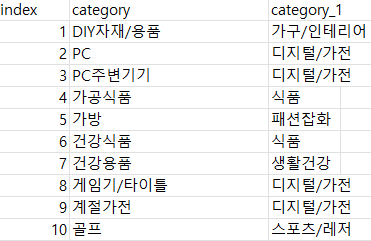 index category category_1
1 DIY자재/용품 가구/인테리어
2 PC 디지털/가전
3 PC주변기기 디지털/가전
4 가공식품 식품
5 가방 패션잡화
6 건강식품 식품
7 건강용품 생활건강
8 게임기/타이틀 디지털/가전
9 계절가전 디지털/가전
10 골프 스포츠/레저